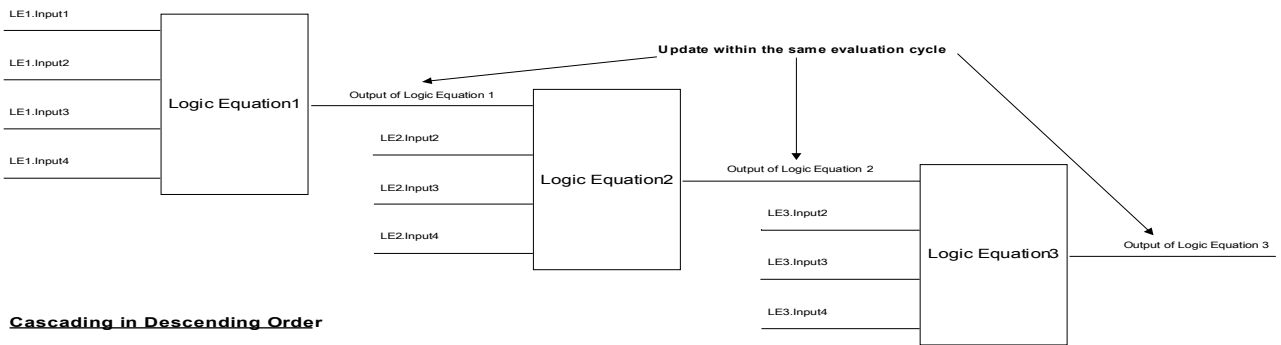 LE1.Input1
LE1.Input2
LE1.Input3
LE1.Input4
Logic Equation1
Update within the same evaluation cycle
Output of Logic Equation 1
LE2.Input2
LE2.Input3
LE2.Input4
Logic Equation2
Output of Logic Equation 2
LE3.Input2
LE3.Input3
LE3.Input4
Logic Equation3
Output of Logic Equation 3
Cascading in Descending Order